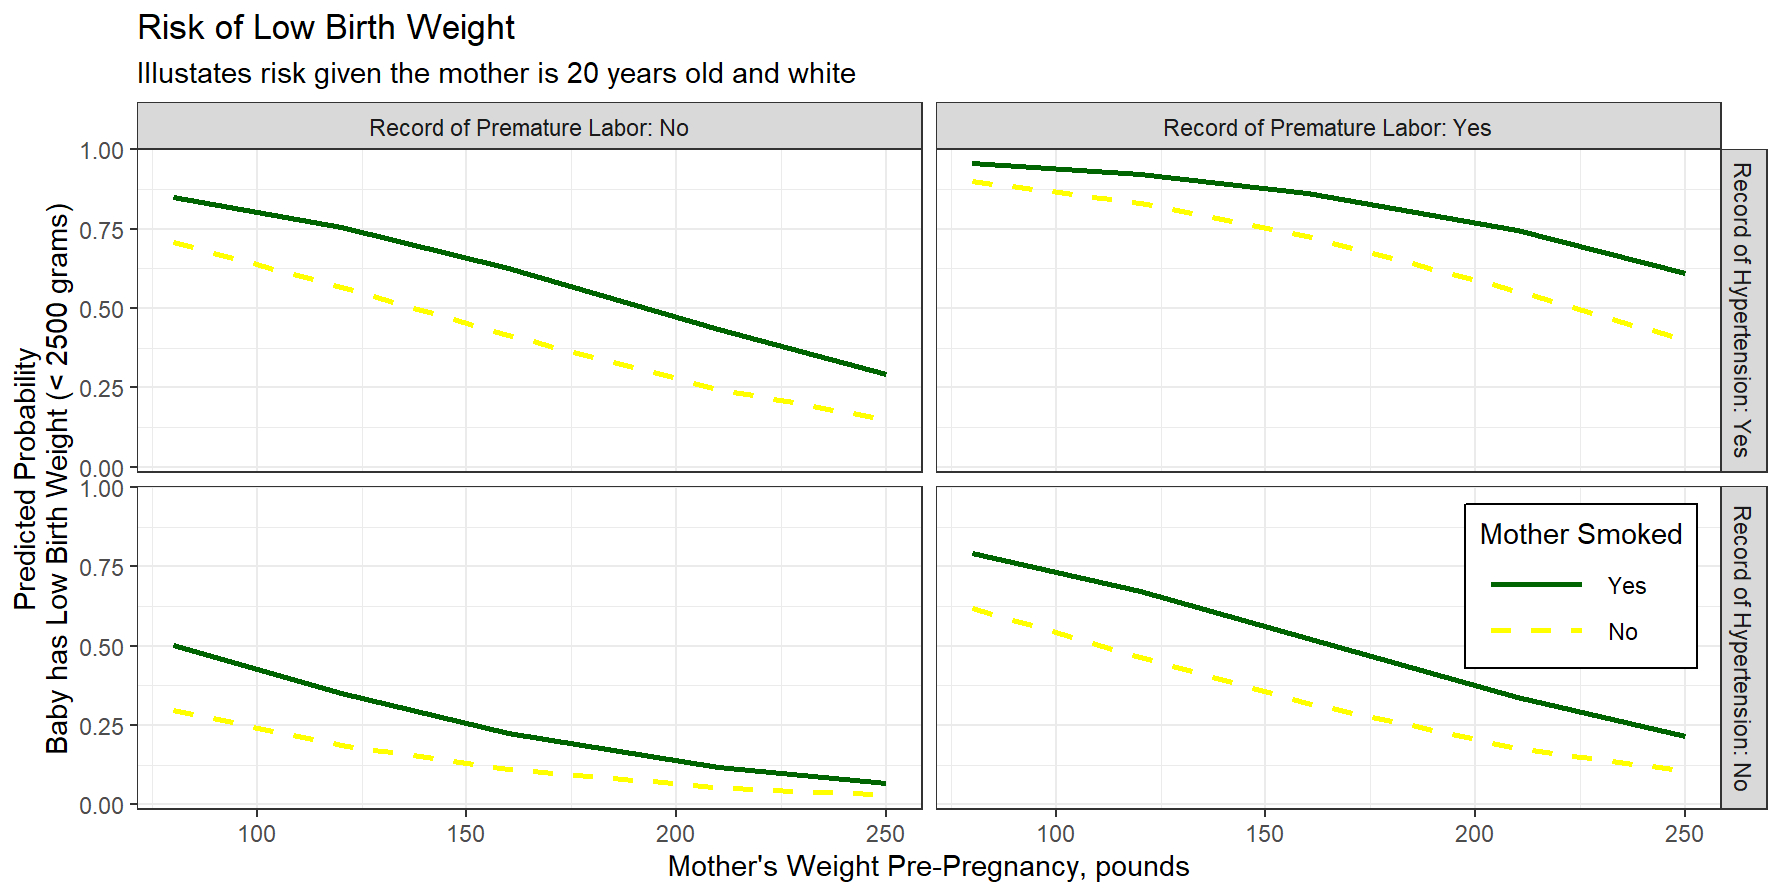 Risk of Low Birth Weight
Illustates risk given the mother is 20 years old and white
Record of Premature Labor: No
Record of Premature Labor: Yes
Predicted Probability
Baby has Low Birth Weight (< 2500 grams)
1.00
0.75
0.50
0.25
0.00
Record of Hypertension: Yes
1.00
0.75
0.50
0.25
0.00
Mother Smoked
Yes
No
Record of Hypertension: No
100 150 200 250 100 150 200 250
Mother's Weight Pre-Pregnancy, pounds